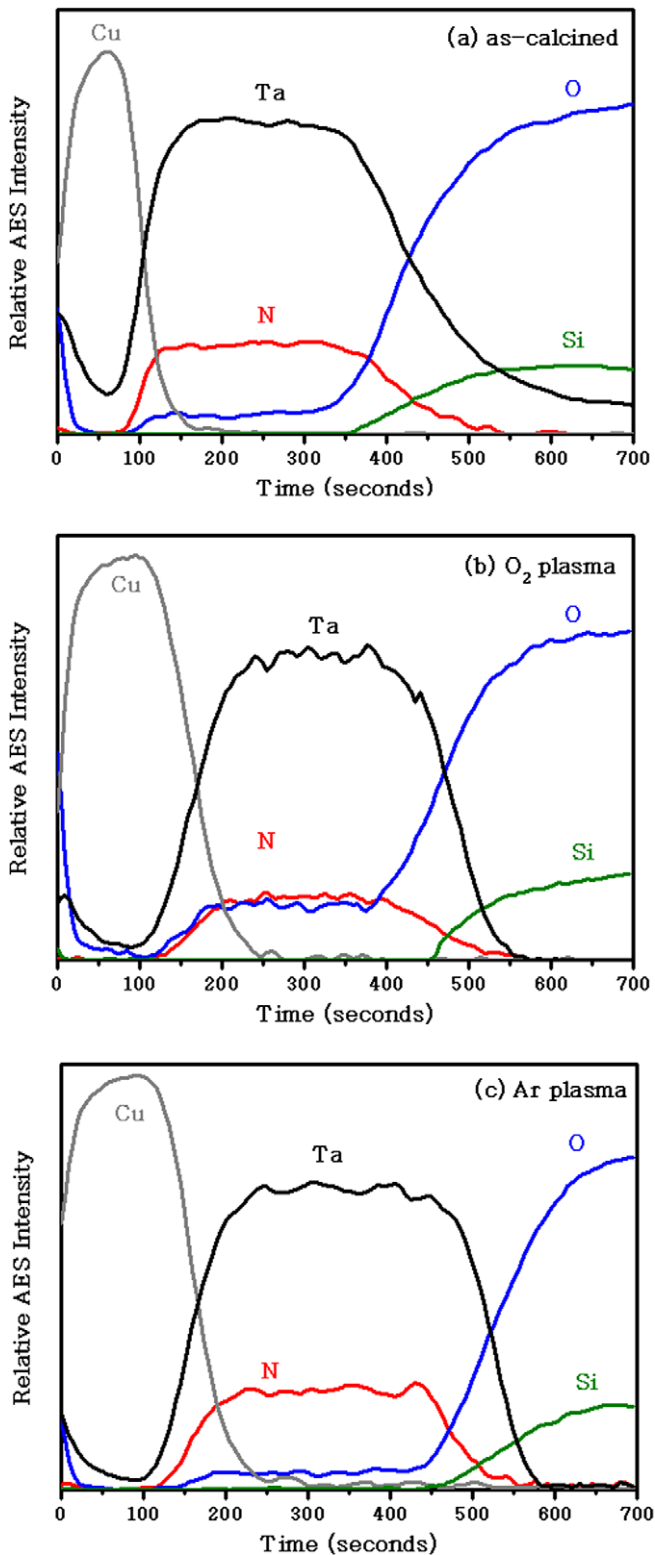 Cu
(a) as-calcined
Ta
O
N
Si
Relative AES Intensity
0 100 200 300 400 500 600 700
Time (seconds)
Cu
(b) O₂ plasma
Ta
O
N
Si
Relative AES Intensity
0 100 200 300 400 500 600 700
Time (seconds)
Cu
(c) Ar plasma
Ta
O
N
Si
Relative AES Intensity
0 100 200 300 400 500 600 700
Time (seconds)